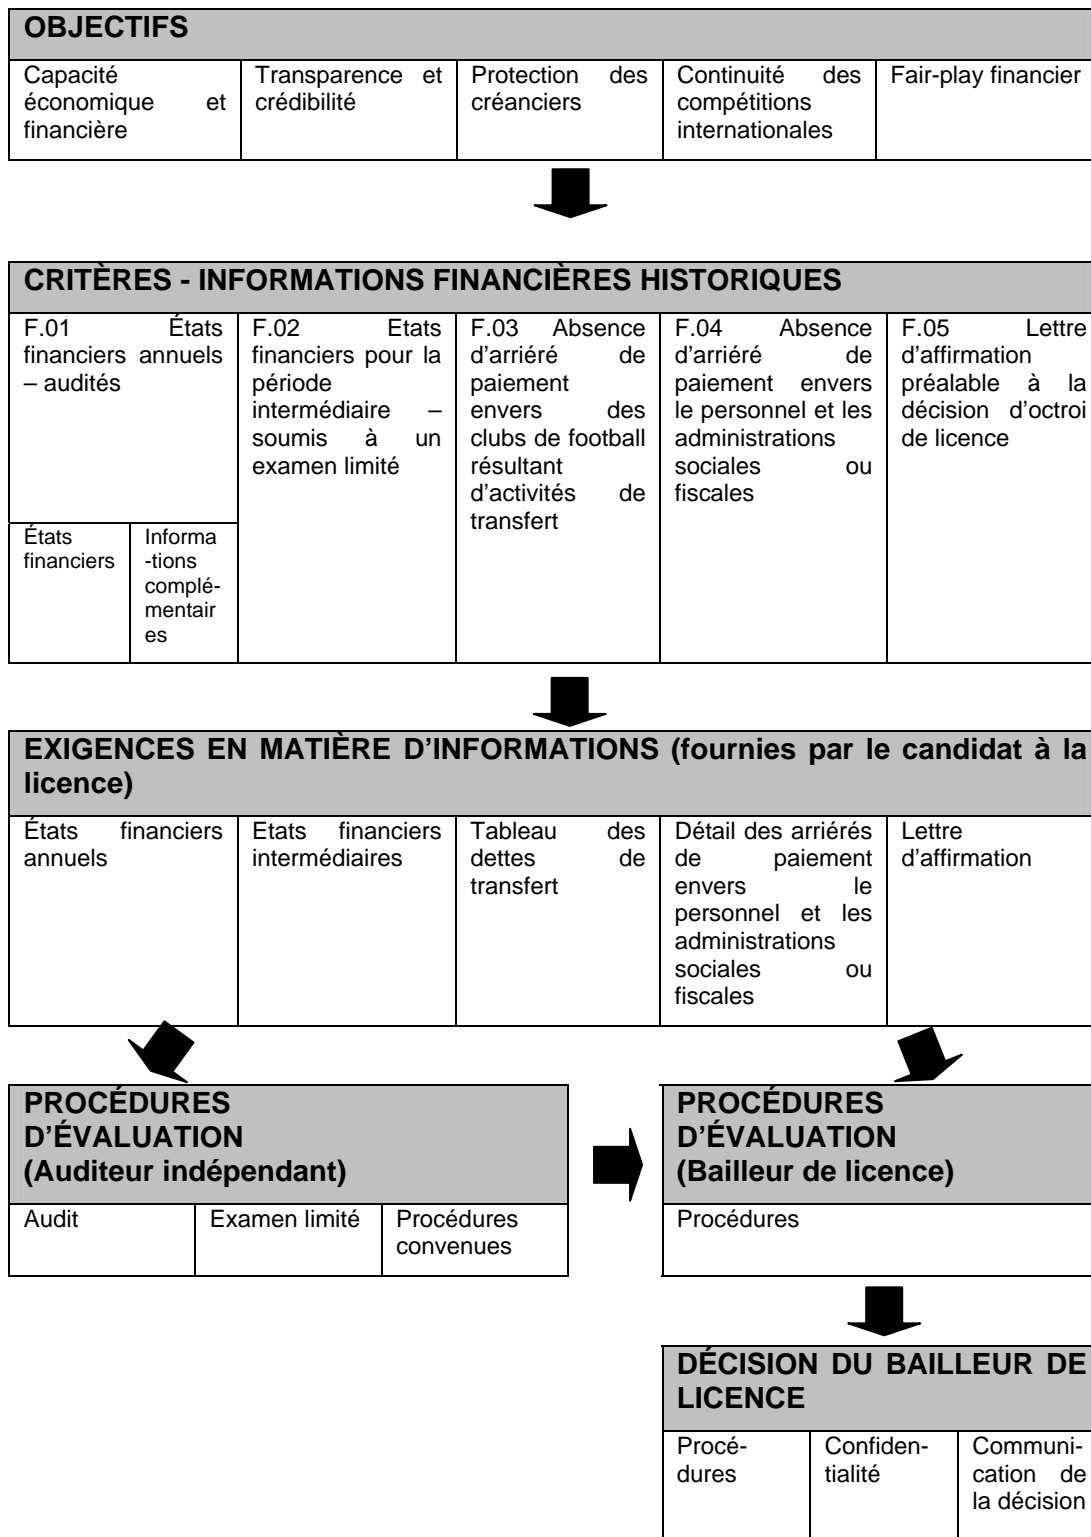 OBJECTIFS
Capacité
économique et
financière
Transparence et
crédibilité
Protection des
créanciers
Continuité des
compétitions
internationales
Fair-play financier
CRITÈRES - INFORMATIONS FINANCIÈRES HISTORIQUES
F.01 États
financiers annuels
– audités
États
financiers
Informa
-tions
complé-
mentair
es
F.02 Etats
financiers pour la
période
intermédiaire –
soumis à un
examen limité
F.03 Absence
d'arriéré de
paiement
envers des
clubs de football
résultant
d'activités de
transfert
F.04 Absence
d'arriéré de
paiement envers
le personnel et les
administrations
sociales ou
fiscales
F.05 Lettre
d'affirmation
préalable à la
décision d'octroi
de licence
EXIGENCES EN MATIÈRE D'INFORMATIONS (fournies par le candidat à la
licence)
États financiers
annuels
Etats financiers
intermédiaires
Tableau des
dettes de
transfert
Détail des arriérés
de paiement
envers le
personnel et les
administrations
sociales ou
fiscales
Lettre
d'affirmation
PROCÉDURES
D'ÉVALUATION
(Auditeur indépendant)
Audit
Examen limité
Procédures
convenues
PROCÉDURES
D'ÉVALUATION
(Bailleur de licence)
Procédures
DÉCISION DU BAILLEUR DE
LICENCE
Procé-
dures
Confiden-
tialité
Communi-
cation de
la décision